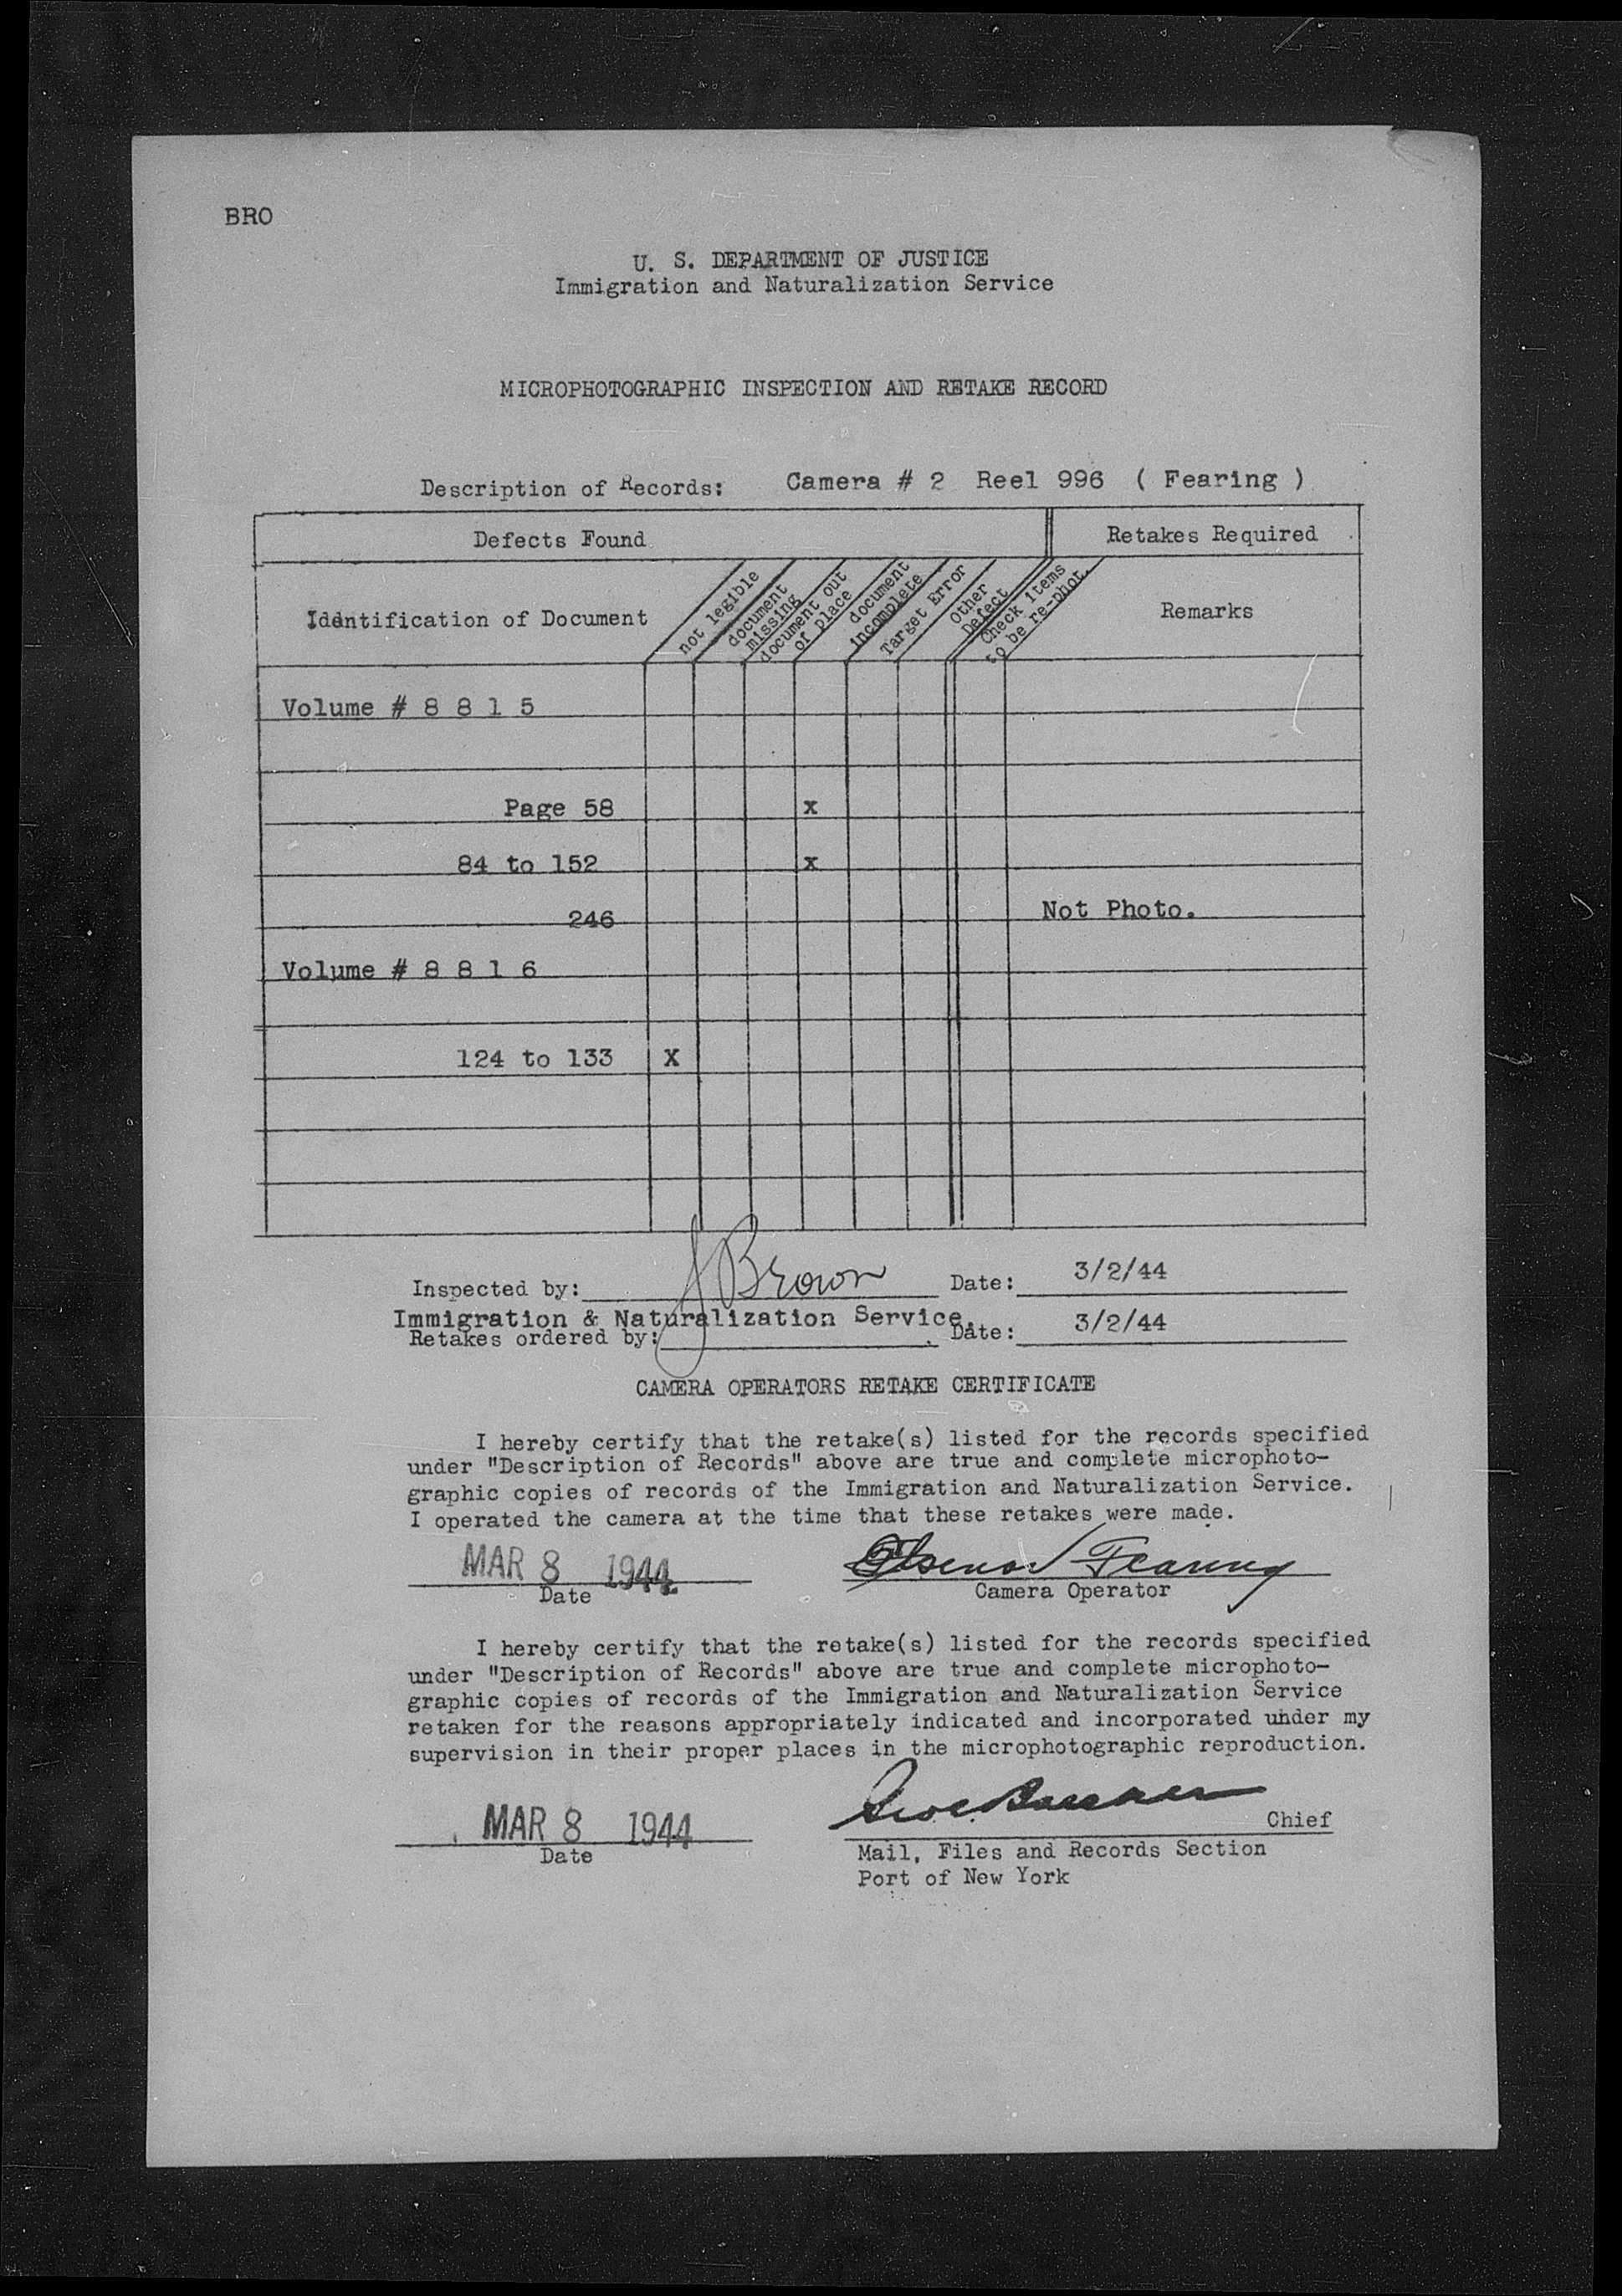 BRO
U. S. DEPARTMENT OF JUSTICE
Immigration and Naturalization Service
MICROPHOTOGRAPHIC INSPECTION AND RETAKE RECORD
Description of Records: Camera # 2 Reel 996 ( Fearing )
Defects Found Retakes Required
Identification of Document
not legible
document missing
document out of place
document incomplete
Target Error
Other Defect
Check items to be re-phot.
Remarks
Volume # 8 8 1 5
Page 58 x
84 to 152 x
246 Not Photo.
Volume # 8 8 1 6
124 to 133 X
Inspected by: J Brown Date: 3/2/44
Immigration & Naturalization Service.
Retakes ordered by: Date: 3/2/44
CAMERA OPERATORS RETAKE CERTIFICATE
I hereby certify that the retake(s) listed for the records specified
under "Description of Records" above are true and complete microphoto-
graphic copies of records of the Immigration and Naturalization Service.
I operated the camera at the time that these retakes were made.
MAR 8 1944 Fearing
Date Camera Operator
I hereby certify that the retake(s) listed for the records specified
under "Description of Records" above are true and complete microphoto-
graphic copies of records of the Immigration and Naturalization Service
retaken for the reasons appropriately indicated and incorporated under my
supervision in their proper places in the microphotographic reproduction.
MAR 8 1944 Chief
Date Mail, Files and Records Section
Port of New York